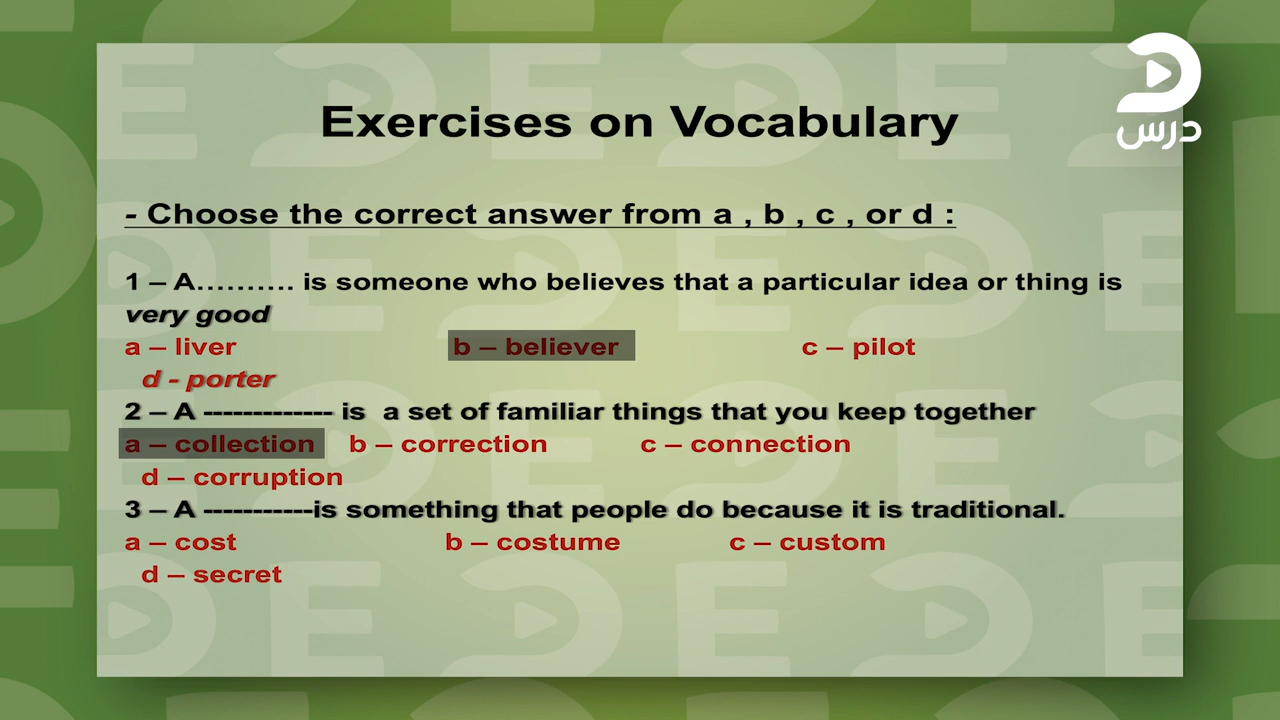 درس
Exercises on Vocabulary
- Choose the correct answer from a , b , c , or d :
1 – A.......... is someone who believes that a particular idea or thing is
very good
a – liver b – believer c – pilot
d - porter
2 – A ------------- is a set of familiar things that you keep together
a – collection b – correction c – connection
d – corruption
3 – A -----------is something that people do because it is traditional.
a – cost b – costume c – custom
d – secret